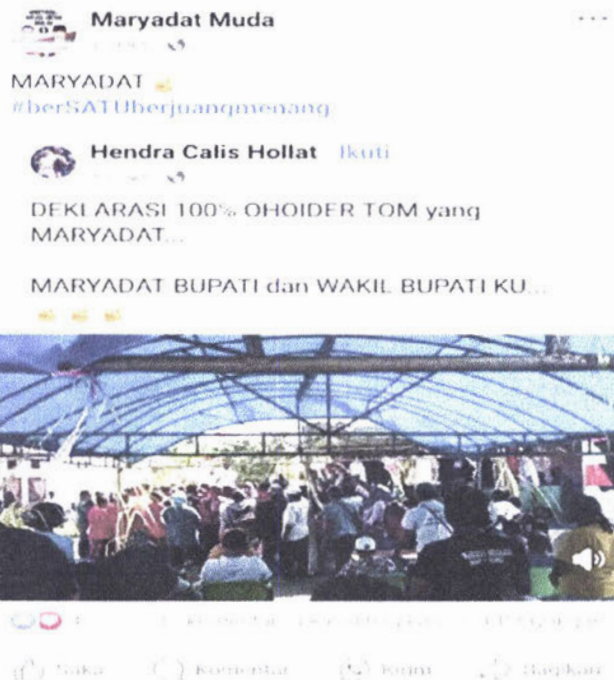 Maryadat Muda
MARYADAT
#berSATUberjuangmenang
Hendra Calis Hollat Ikuti
DEKLARASI 100% OHOIDER TOM yang
MARYADAT...
MARYADAT BUPATI dan WAKIL BUPATI KU...
Suka Komentar Kirim Bagikan